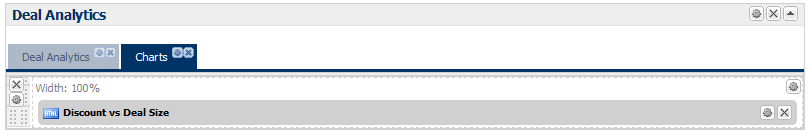 Deal Analytics
Deal Analytics Charts
Width: 100%
HTML Discount vs Deal Size